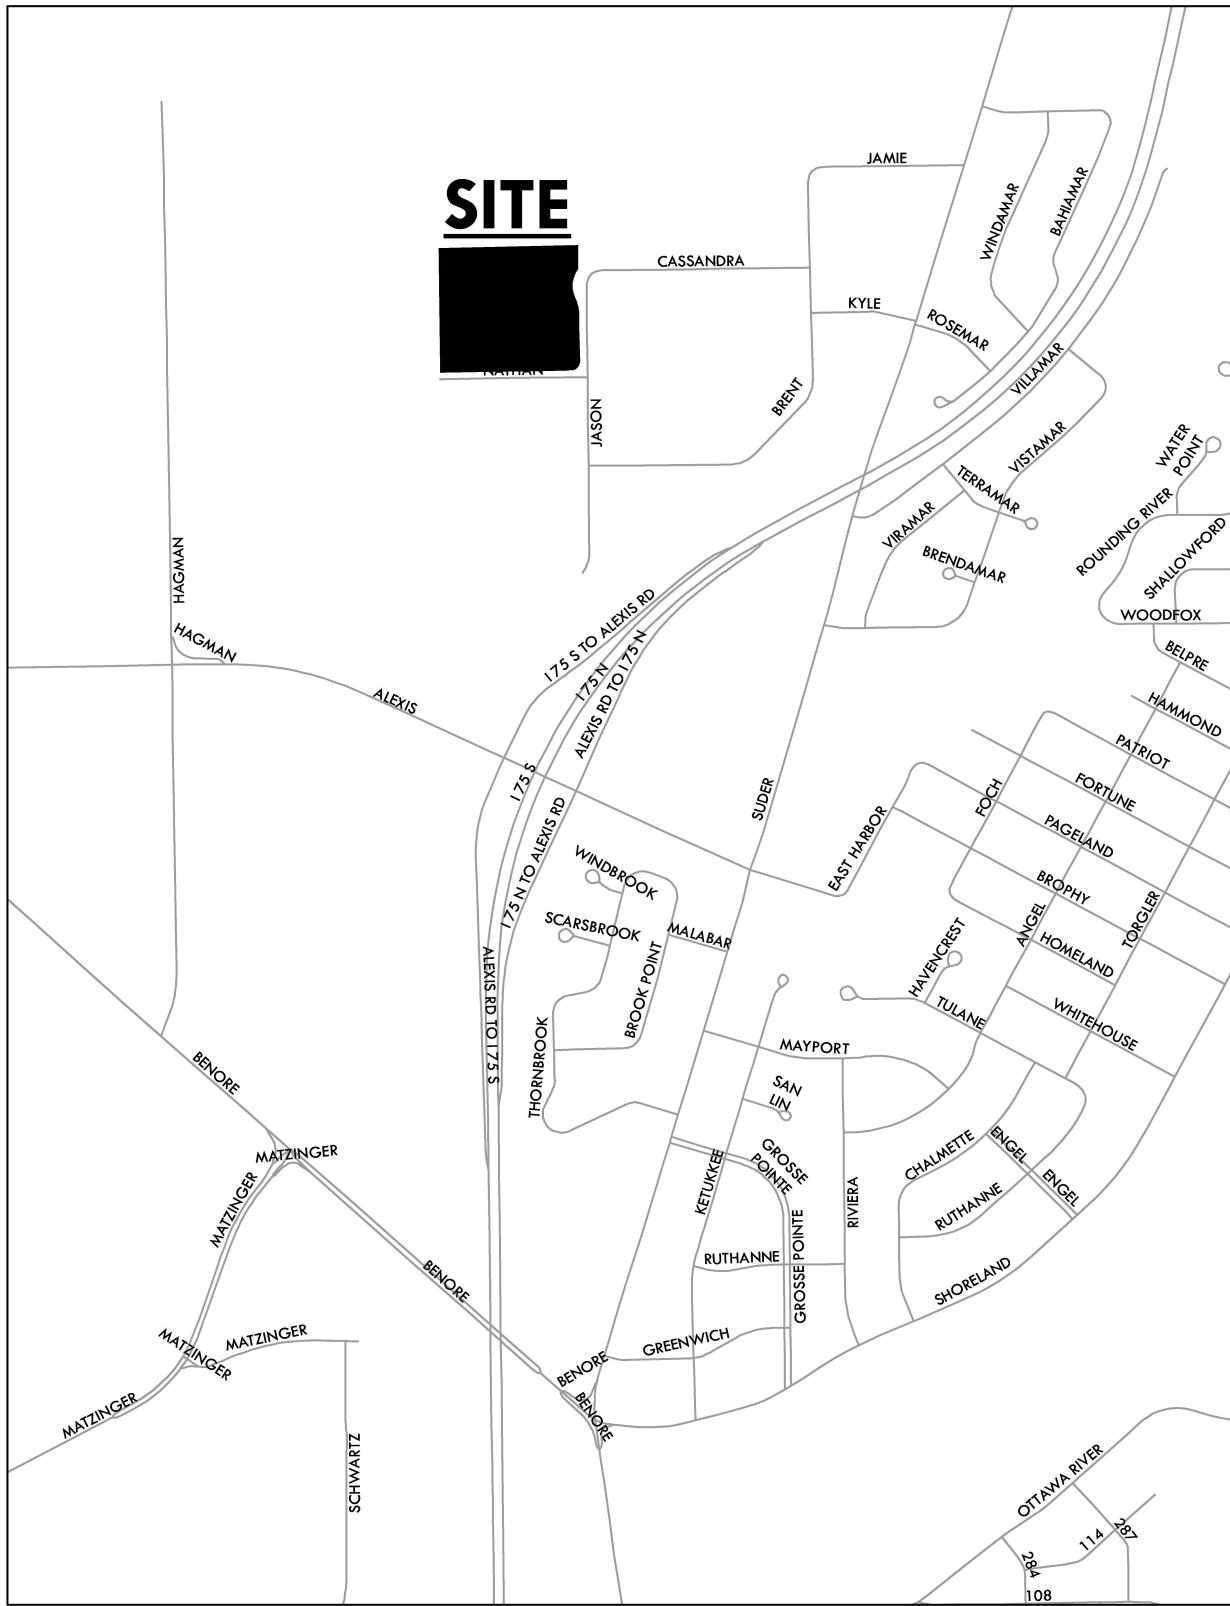 JAMIE
SITE
WINDAMAR
BAHIAMAR
CASSANDRA
KYLE
ROSEMAR
VILLAMAR
NATHAN
JASON
BRENT
VISTAMAR
WATER
POINT
TERRAMAR
ROUNDING RIVER
VIRAMAR
SHALLOWFORD
BRENDAMAR
HAGMAN
WOODFOX
HAGMAN
I75 S TO ALEXIS RD
I75 N
ALEXIS RD TO I75 N
BELPRE
ALEXIS
HAMMOND
PATRIOT
I75 S
SUDER
FOCH
FORTUNE
EAST HARBOR
PAGELAND
I75 N TO ALEXIS RD
WINDBROOK
BROPHY
SCARSBROOK
MALABAR
ANGEL
TORGLER
HAVENCREST
HOMELAND
ALEXIS RD TO I75 S
BROOK POINT
TULANE
WHITEHOUSE
MAYPORT
THORNBROOK
BENORE
SAN
LIN
MATZINGER
GROSSE
POINTE
CHALMETTE
ENGEL
ENGEL
KETUKKEE
MATZINGER
RIVIERA
RUTHANNE
GROSSE POINTE
RUTHANNE
BENORE
SHORELAND
MATZINGER
MATZINGER
GREENWICH
BENORE
BENORE
MATZINGER
SCHWARTZ
OTTAWA RIVER
287
114
284
108